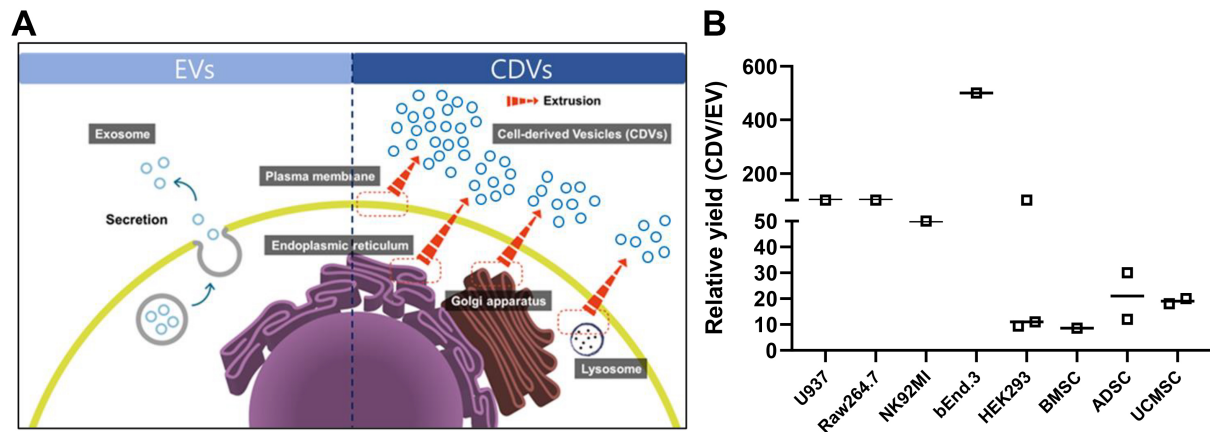 A
EVs
CDVs
Extrusion
Exosome
Cell-derived Vesicles (CDVs)
Plasma membrane
Secretion
Endoplasmic reticulum
Golgi apparatus
Lysosome
B
Relative yield (CDV/EV)
600
400
200
50
40
30
20
10
0
U937
Raw264.7
NK92MI
bEnd.3
HEK293
BMSC
ADSC
UCMSC